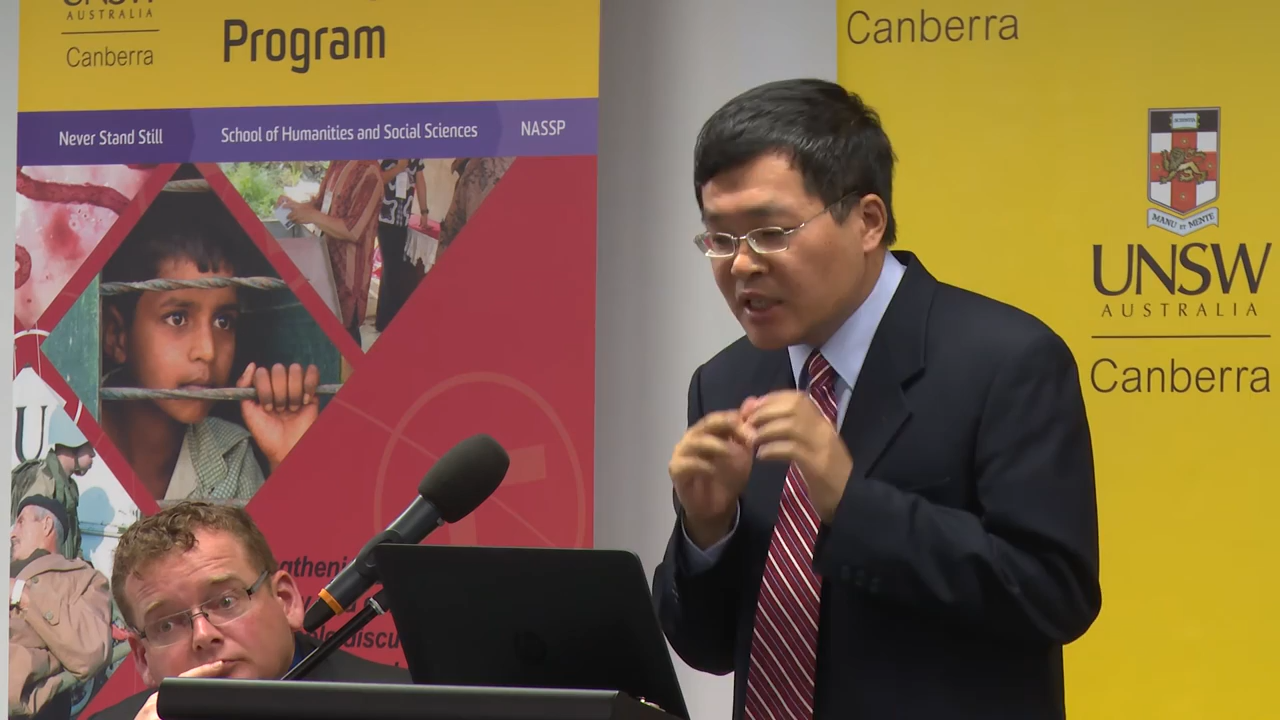 UNSW
AUSTRALIA
Canberra
Program
Never Stand Still
School of Humanities and Social Sciences
NASSP
U
Canberra
MANU ET MENTE
UNSW
AUSTRALIA
Canberra